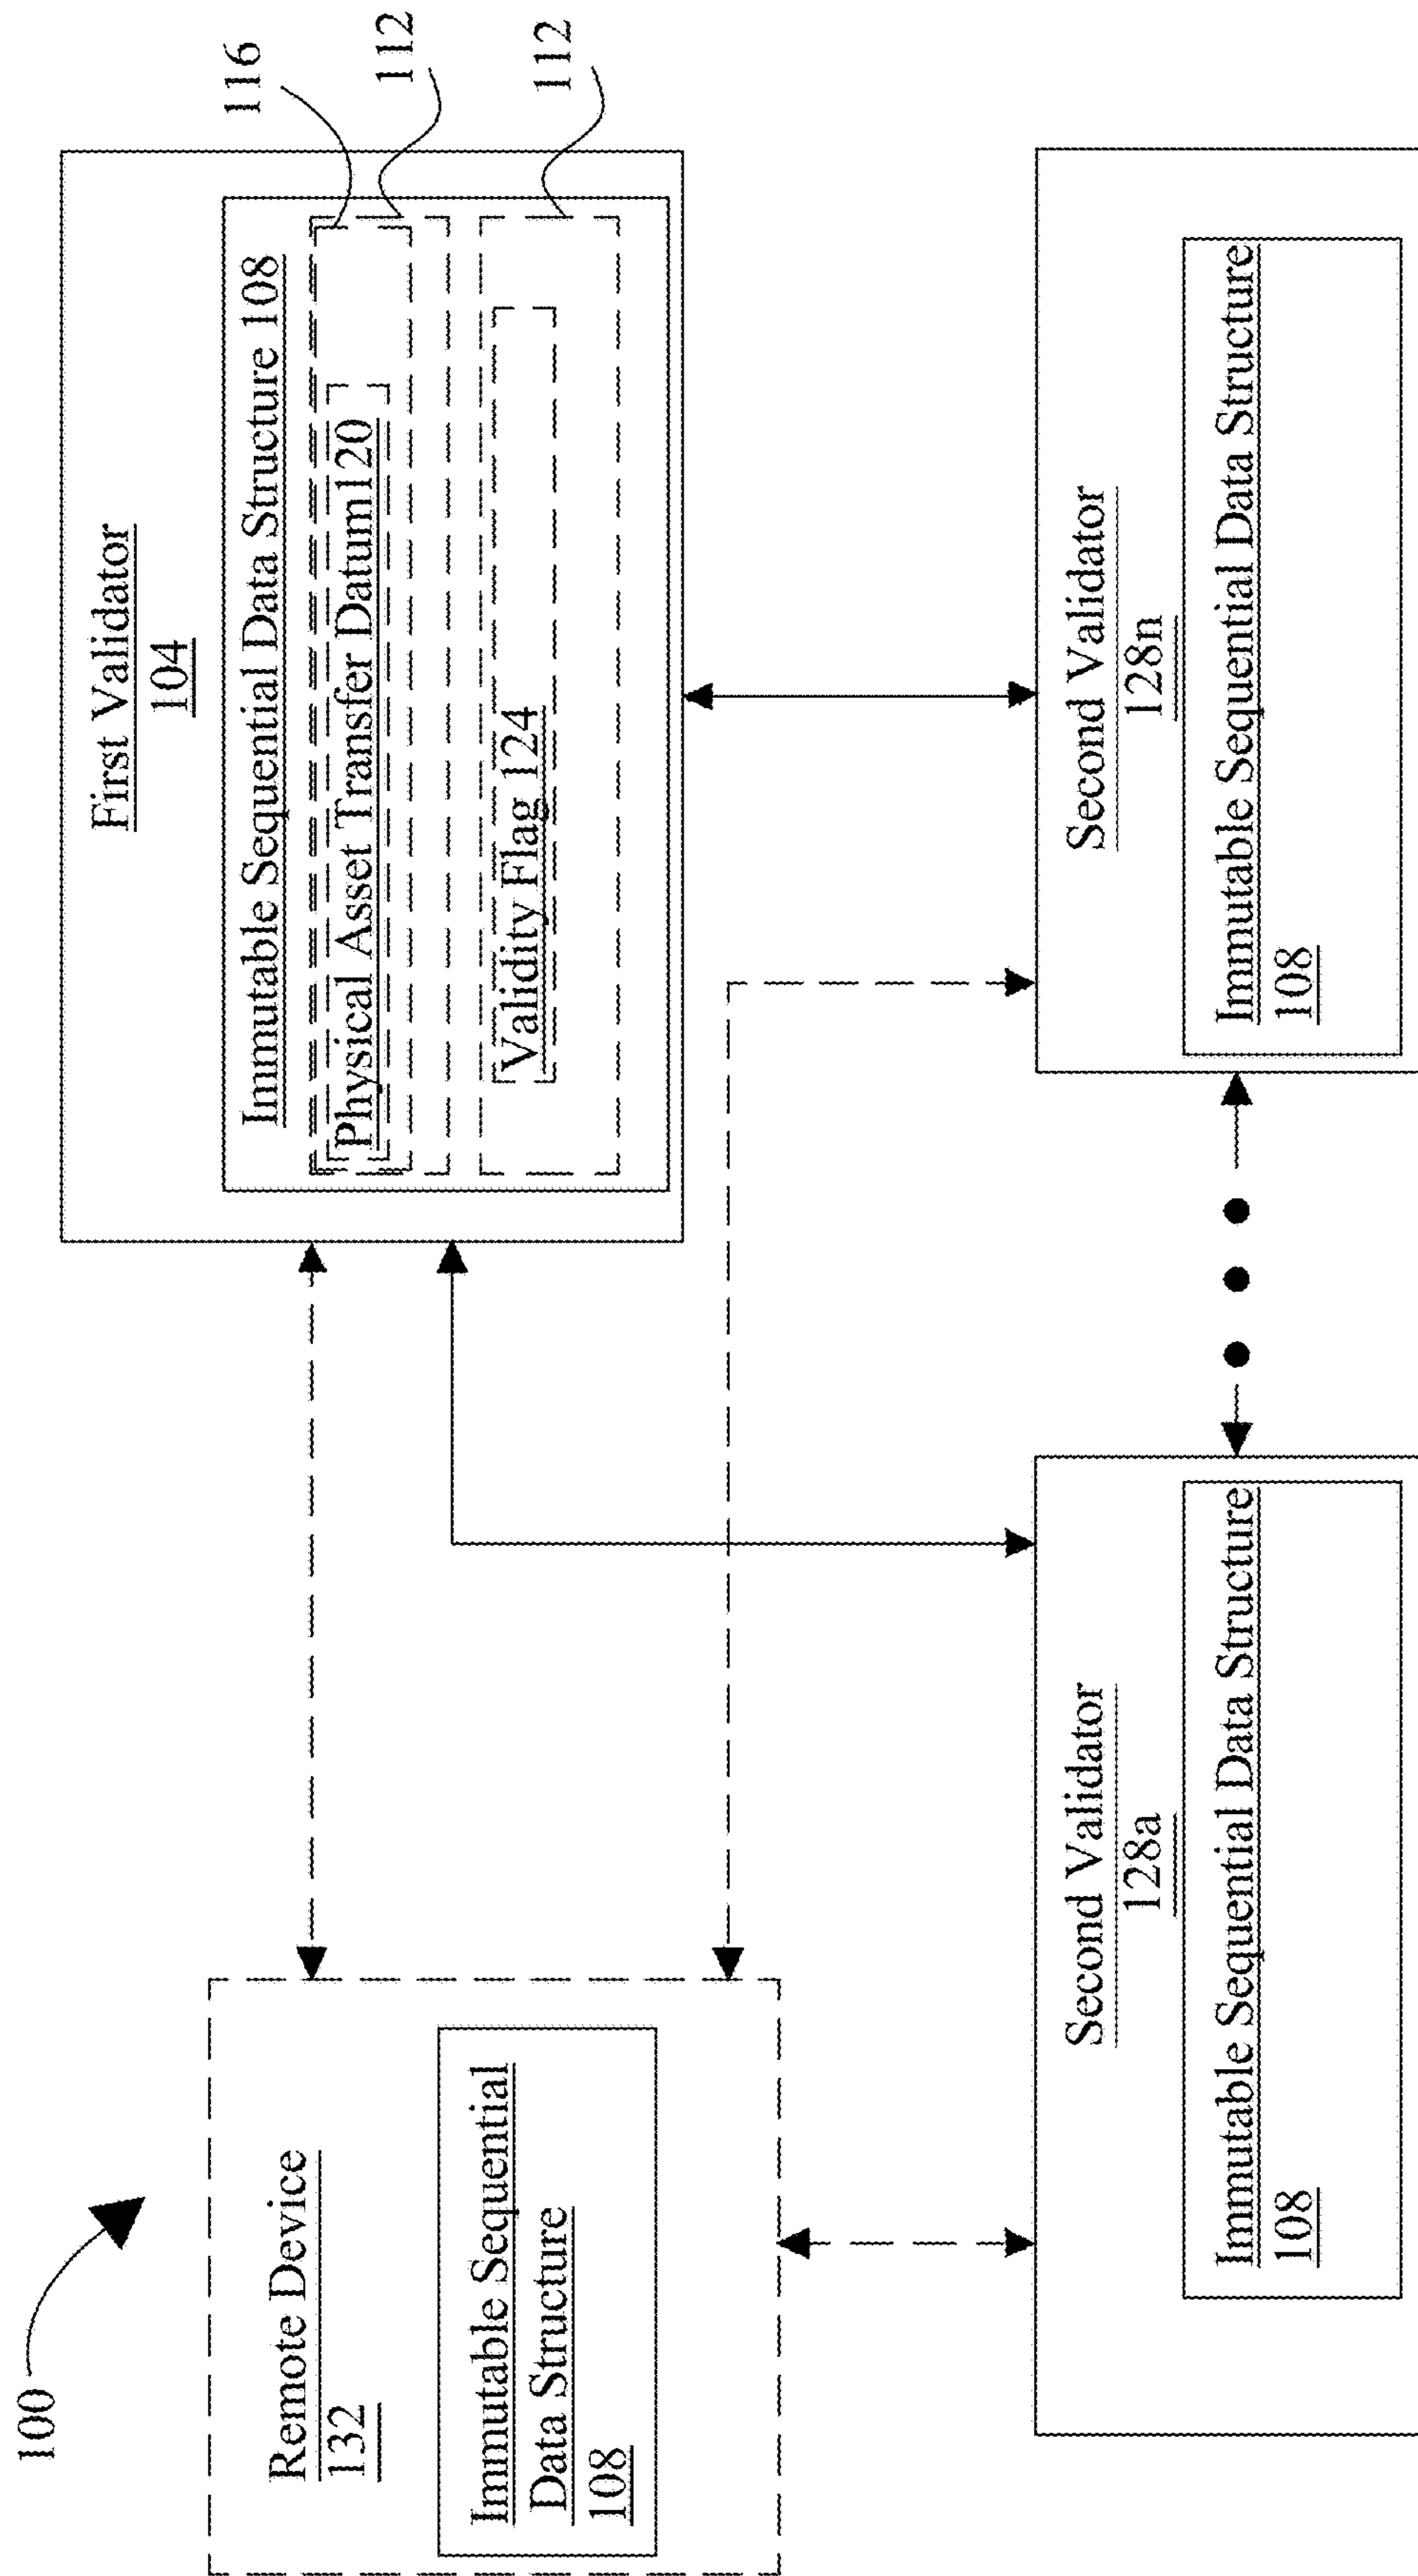 100
Remote Device
132
Immutable Sequential
Data Structure
108
First Validator
104
Immutable Sequential Data Structure 108
Physical Asset Transfer Datum120
Validity Flag 124
116
112
112
Second Validator
128a
Immutable Sequential Data Structure
108
Second Validator
128n
Immutable Sequential Data Structure
108